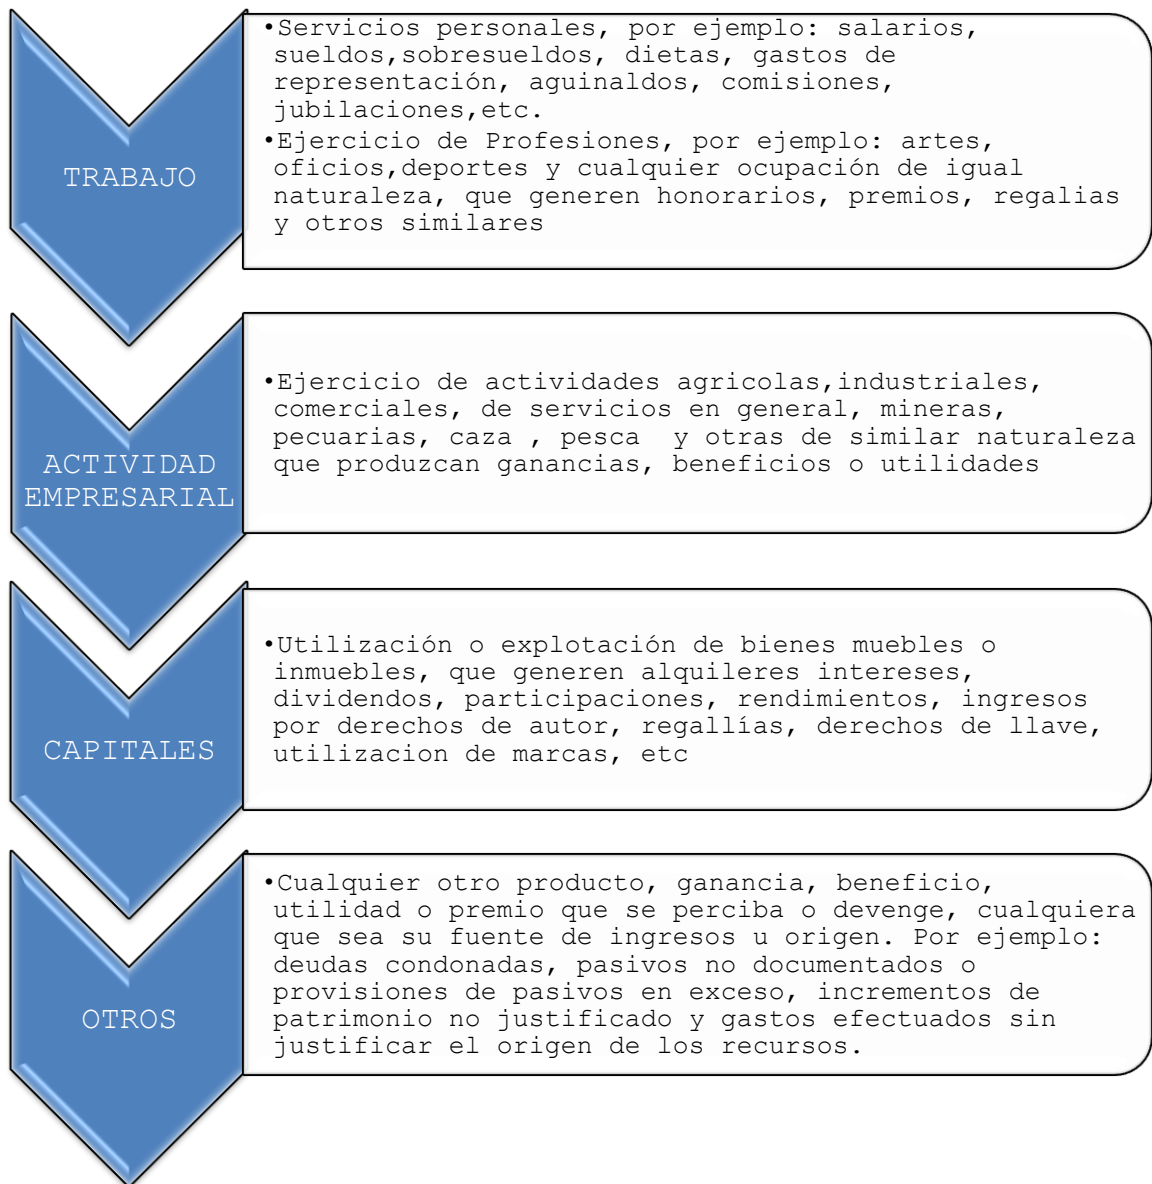 TRABAJO
•Servicios personales, por ejemplo: salarios,
sueldos,sobresueldos, dietas, gastos de
representación, aguinaldos, comisiones,
jubilaciones,etc.
•Ejercicio de Profesiones, por ejemplo: artes,
oficios,deportes y cualquier ocupación de igual
naturaleza, que generen honorarios, premios, regalias
y otros similares
ACTIVIDAD
EMPRESARIAL
•Ejercicio de actividades agricolas,industriales,
comerciales, de servicios en general, mineras,
pecuarias, caza , pesca  y otras de similar naturaleza
que produzcan ganancias, beneficios o utilidades
CAPITALES
•Utilización o explotación de bienes muebles o
inmuebles, que generen alquileres intereses,
dividendos, participaciones, rendimientos, ingresos
por derechos de autor, regallías, derechos de llave,
utilizacion de marcas, etc
OTROS
•Cualquier otro producto, ganancia, beneficio,
utilidad o premio que se perciba o devenge, cualquiera
que sea su fuente de ingresos u origen. Por ejemplo:
deudas condonadas, pasivos no documentados o
provisiones de pasivos en exceso, incrementos de
patrimonio no justificado y gastos efectuados sin
justificar el origen de los recursos.